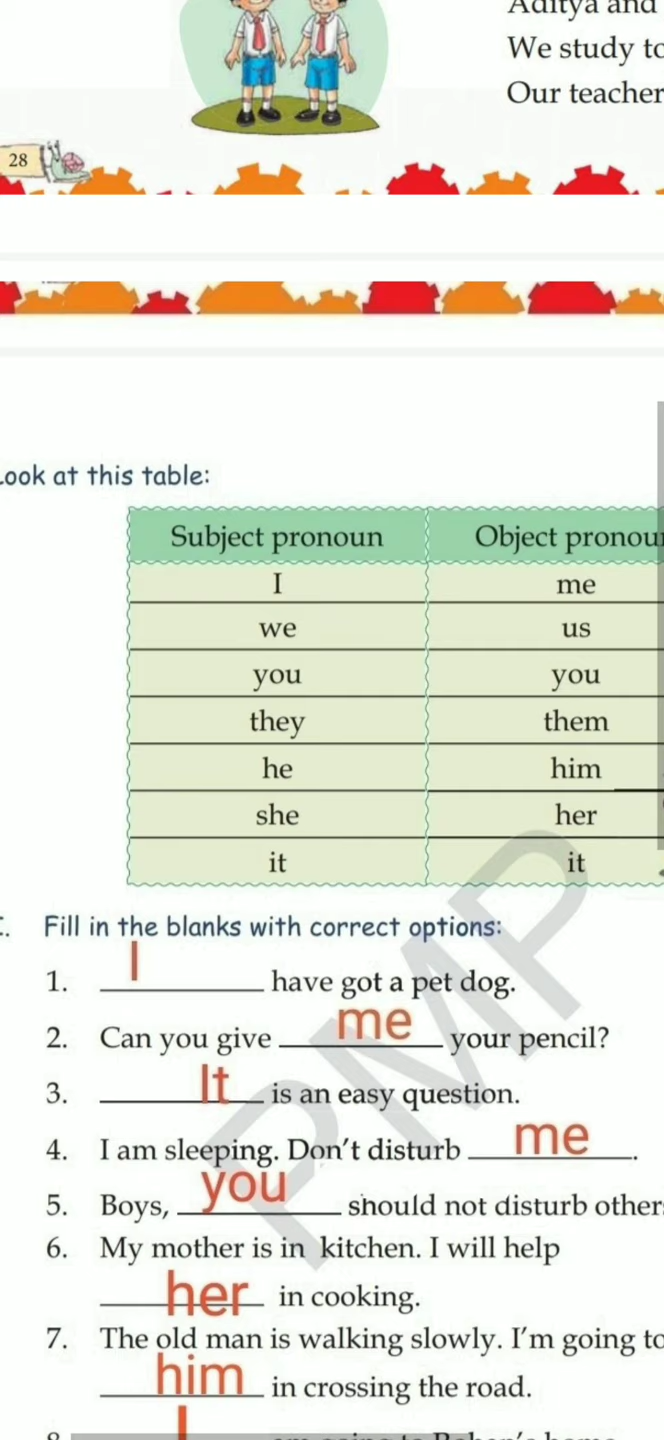 Aditya and
We study to
Our teacher
28
Look at this table:
Subject pronoun Object pronoun
I me
we us
you you
they them
he him
she her
it it
Fill in the blanks with correct options:
1. I have got a pet dog.
2. Can you give me your pencil?
3. It is an easy question.
4. I am sleeping. Don't disturb me.
5. Boys, you should not disturb other
6. My mother is in kitchen. I will help
her in cooking.
7. The old man is walking slowly. I'm going to
him in crossing the road.
I
PMP